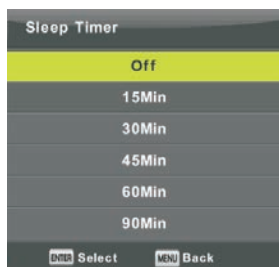 Sleep Timer
Off
15Min
30Min
45Min
60Min
90Min
ENTER Select MENU Back